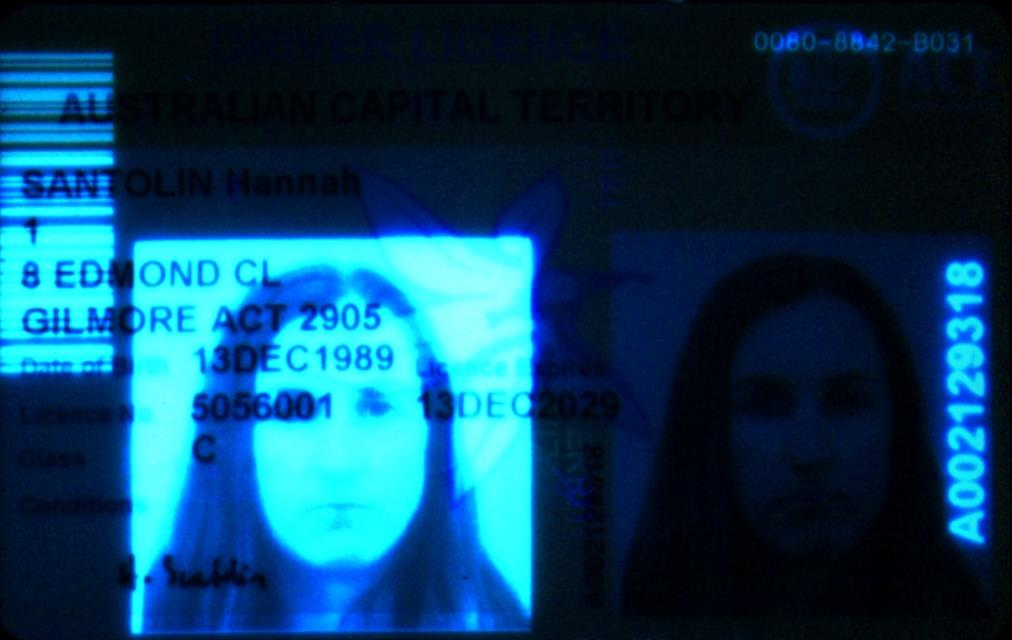 DRIVER LICENCE
0080-8842-B031
ACT
AUSTRALIAN CAPITAL TERRITORY
SANTOLIN Hannah
1
8 EDMOND CL
GILMORE ACT 2905
Date of Birth 13DEC1989 Licence Expires
Licence No. 5056001 13DEC2029
Class C
Conditions
H. Santolin
A002129318
A002129318